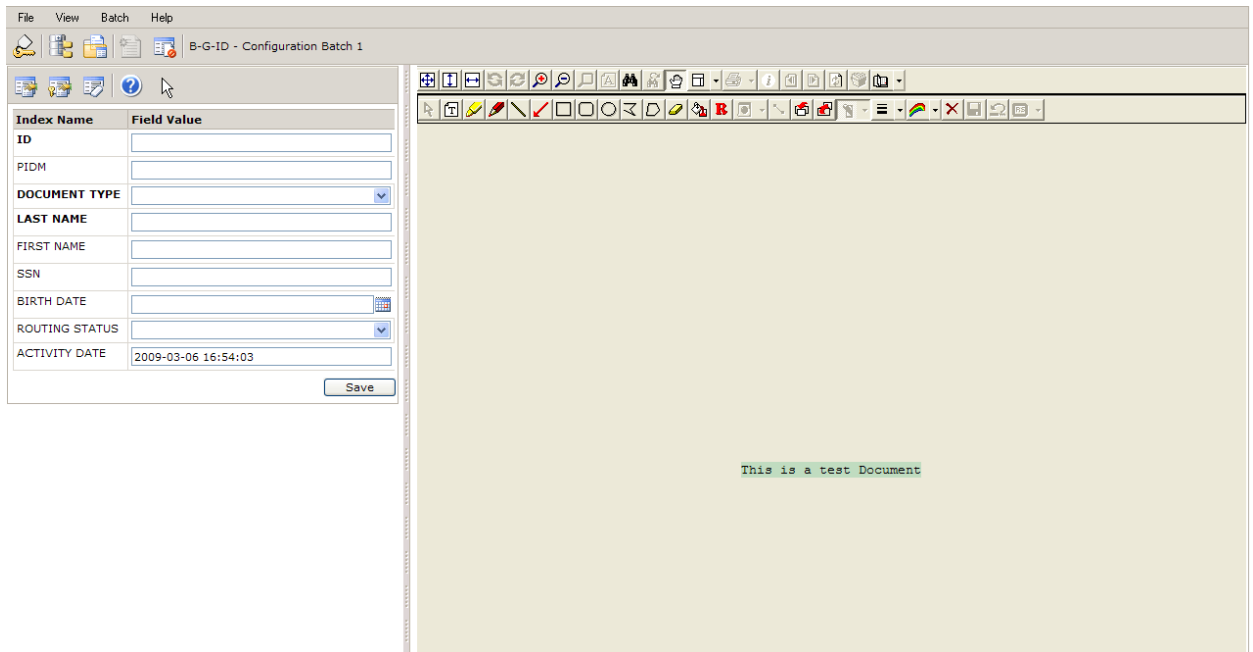 File View Batch Help
B-G-ID - Configuration Batch 1
Index Name Field Value
ID
PIDM
DOCUMENT TYPE
LAST NAME
FIRST NAME
SSN
BIRTH DATE
ROUTING STATUS
ACTIVITY DATE 2009-03-06 16:54:03
Save
This is a test Document